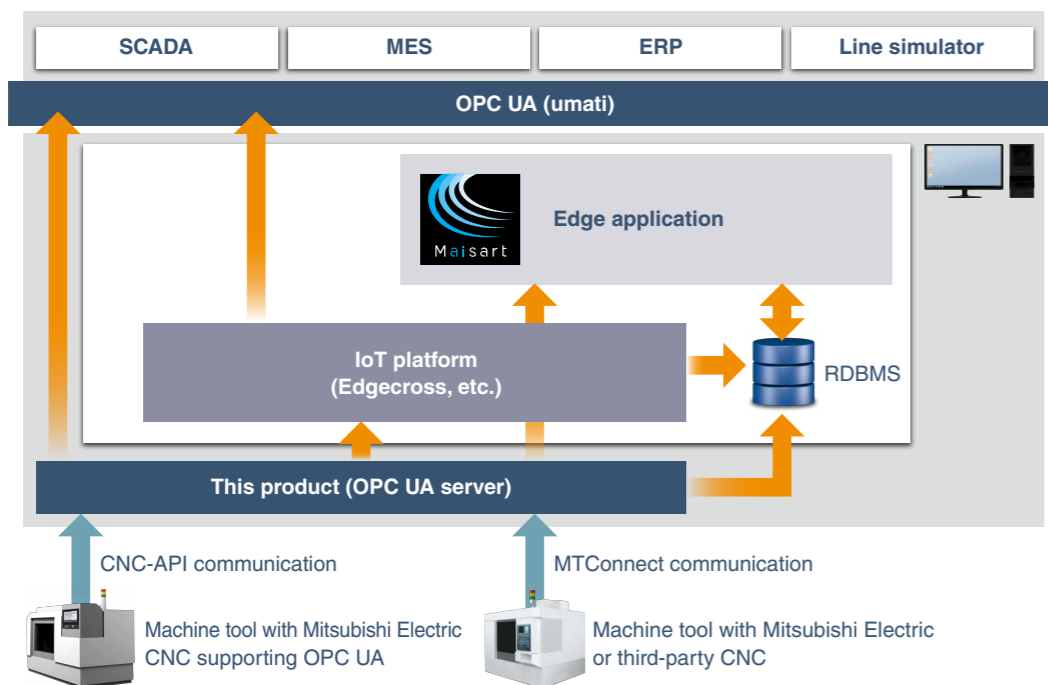 SCADA
MES
ERP
Line simulator
OPC UA (umati)
Maisart
Edge application
IoT platform
(Edgecross, etc.)
RDBMS
This product (OPC UA server)
CNC-API communication
MTConnect communication
Machine tool with Mitsubishi Electric
CNC supporting OPC UA
Machine tool with Mitsubishi Electric
or third-party CNC